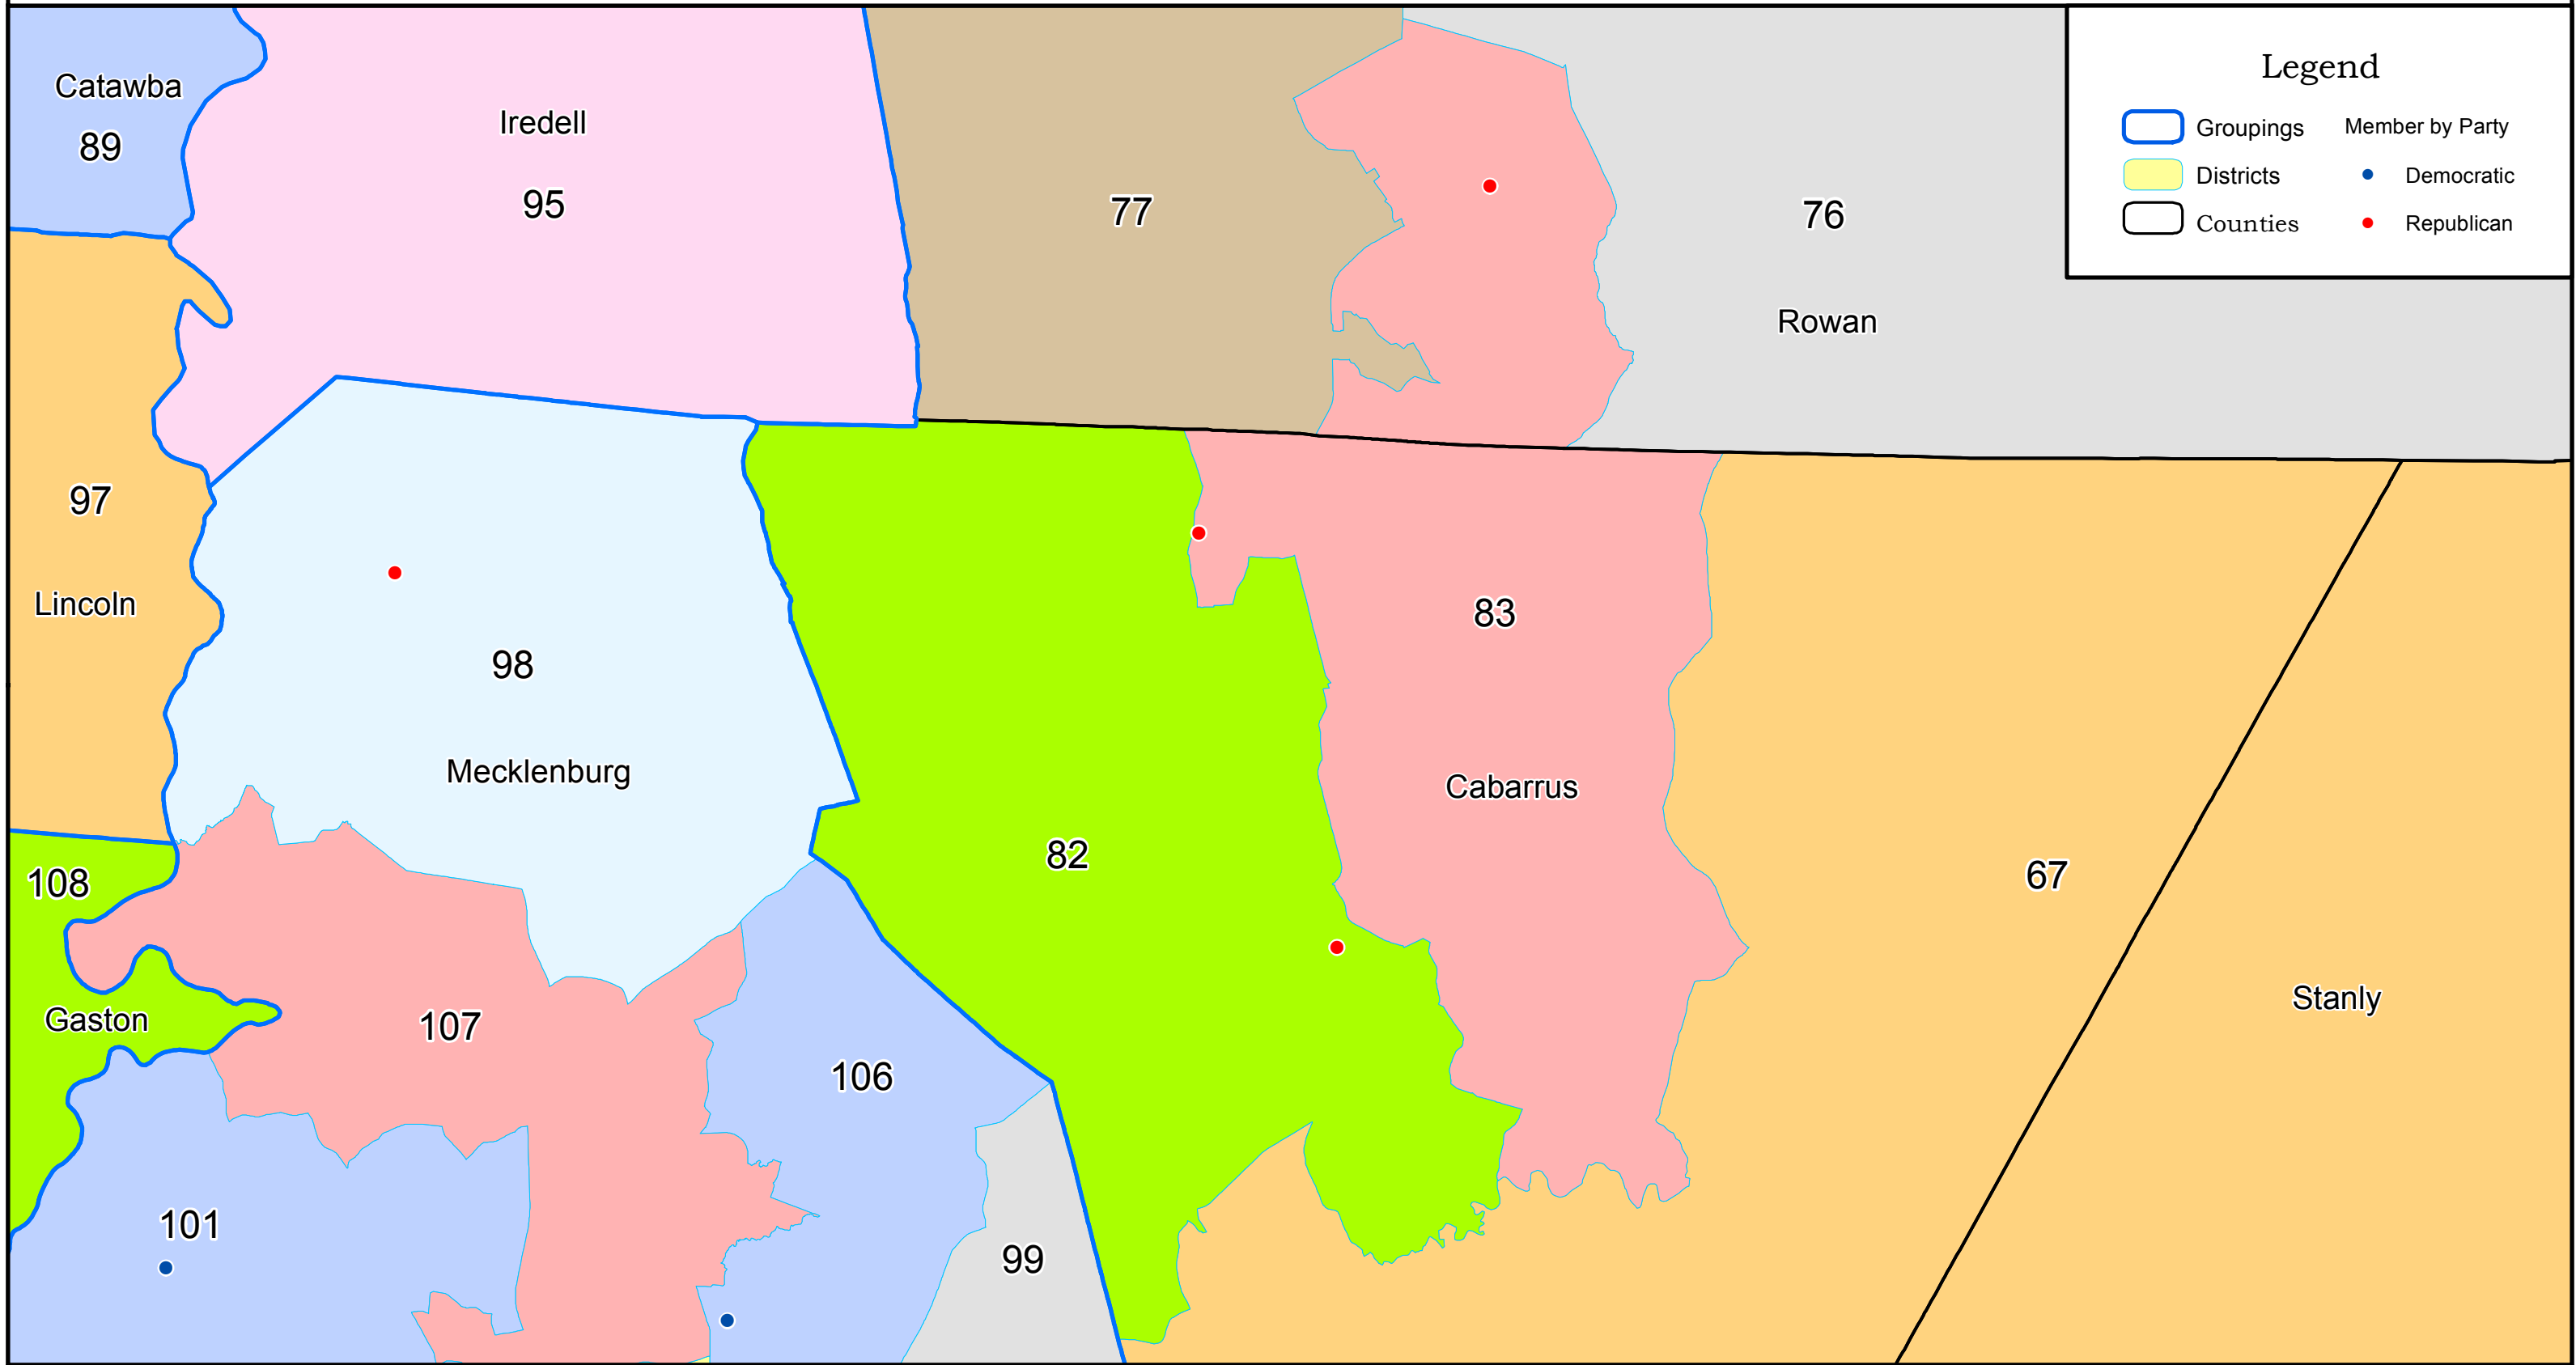 Catawba
89
Iredell
95
77
76
Rowan
Legend
Groupings
Districts
Counties
Member by Party
Democratic
Republican
97
Lincoln
98
Mecklenburg
83
Cabarrus
82
67
Stanly
108
Gaston
107
106
101
99